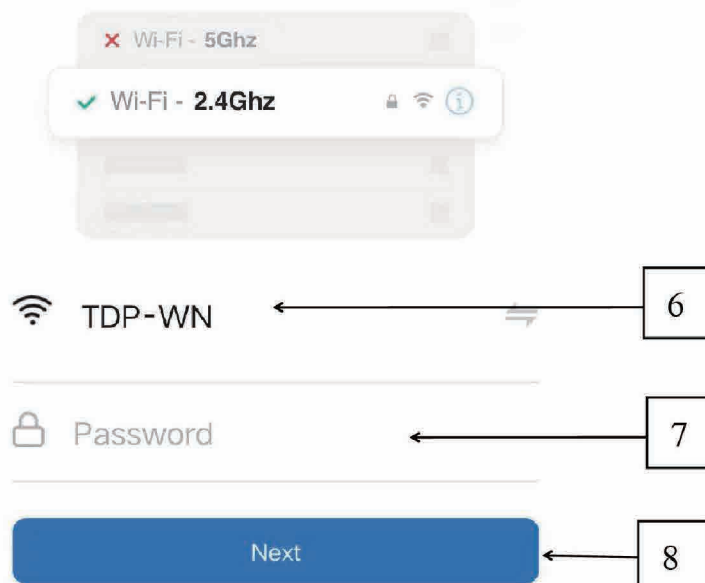 Wi-Fi - 5Ghz
Wi-Fi - 2.4Ghz
TDP-WN
6
Password
7
Next
8